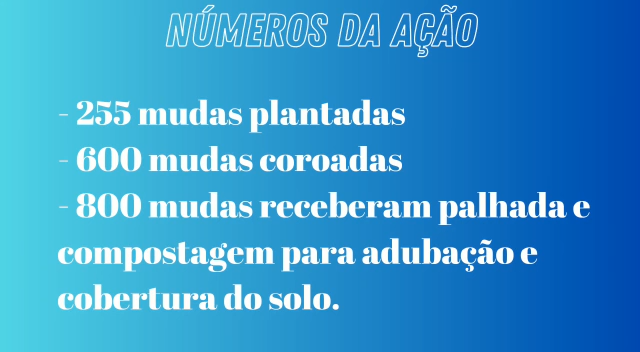 NÚMEROS DA AÇÃO
- 255 mudas plantadas
- 600 mudas coroadas
- 800 mudas receberam palhada e
compostagem para adubação e
cobertura do solo.